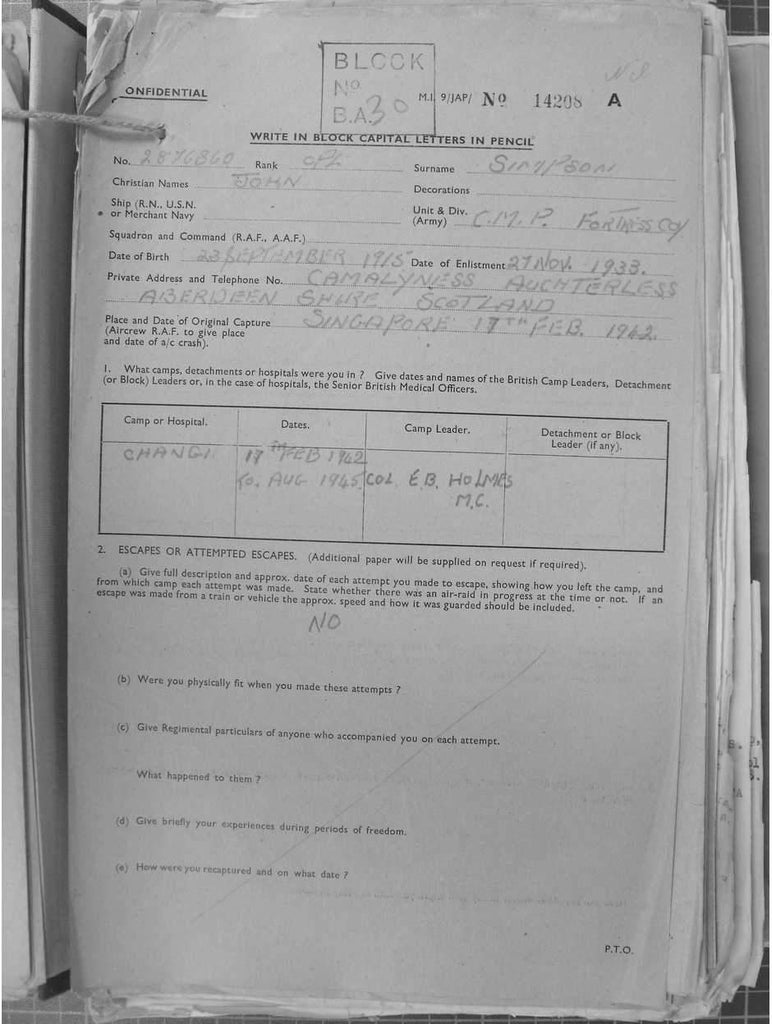 BLOCK
No.
B.A. 30
Nil
ONFIDENTIAL
M.I. 9/JAP/ No 14208 A
WRITE IN BLOCK CAPITAL LETTERS IN PENCIL
No. 2876860 Rank CPL Surname SIMPSON
Christian Names JOHN Decorations
Ship (R.N., U.S.N.
or Merchant Navy
Unit & Div.
(Army) C.M.P. FORTRESS COY
Squadron and Command (R.A.F., A.A.F.)
Date of Birth 23 SEPTEMBER 1915 Date of Enlistment 27 NOV. 1933.
Private Address and Telephone No. CAMALYNESS AUCHTERLESS
ABERDEEN SHIRE SCOTLAND
Place and Date of Original Capture SINGAPORE 17TH FEB. 1942.
(Aircrew R.A.F. to give place
and date of a/c crash).
1. What camps, detachments or hospitals were you in ? Give dates and names of the British Camp Leaders, Detachment
(or Block) Leaders or, in the case of hospitals, the Senior British Medical Officers.
Camp or Hospital. Dates. Camp Leader. Detachment or Block
Leader (if any).
CHANGI. 17TH FEB 1942
to. AUG 1945. COL E.B. HOLMES
M.C.
2. ESCAPES OR ATTEMPTED ESCAPES. (Additional paper will be supplied on request if required).
(a) Give full description and approx. date of each attempt you made to escape, showing how you left the camp, and
from which camp each attempt was made. State whether there was an air-raid in progress at the time or not. If an
escape was made from a train or vehicle the approx. speed and how it was guarded should be included.
NO
(b) Were you physically fit when you made these attempts ?
(c) Give Regimental particulars of anyone who accompanied you on each attempt.
What happened to them ?
(d) Give briefly your experiences during periods of freedom.
(e) How were you recaptured and on what date ?
P.T.O.